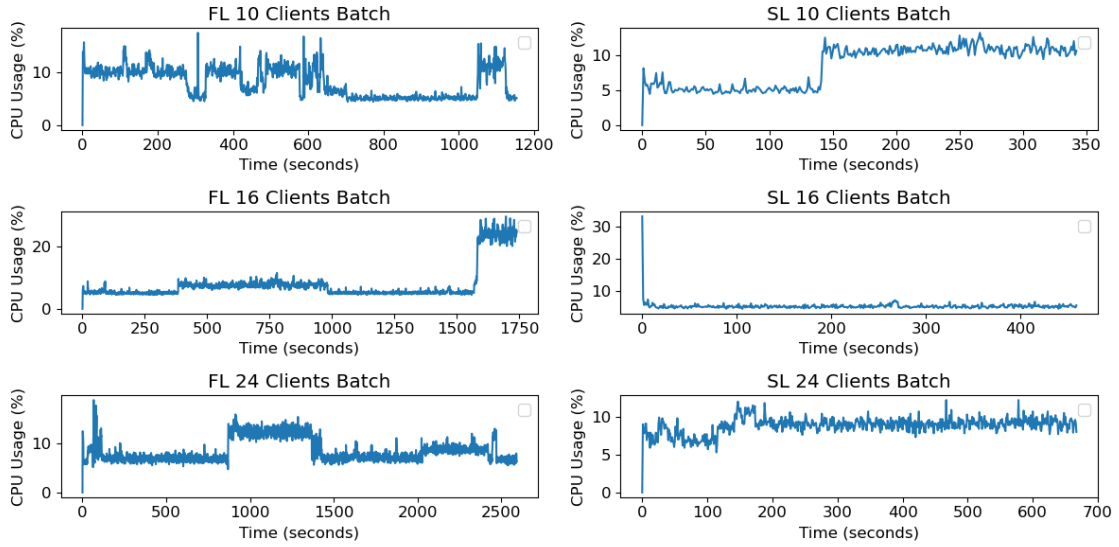 FL 10 Clients Batch
CPU Usage (%)
10
0
0 200 400 600 800 1000 1200
Time (seconds)
SL 10 Clients Batch
CPU Usage (%)
10
5
0
0 50 100 150 200 250 300 350
Time (seconds)
FL 16 Clients Batch
CPU Usage (%)
20
0
0 250 500 750 1000 1250 1500 1750
Time (seconds)
SL 16 Clients Batch
CPU Usage (%)
30
20
10
0 100 200 300 400
Time (seconds)
FL 24 Clients Batch
CPU Usage (%)
10
0
0 500 1000 1500 2000 2500
Time (seconds)
SL 24 Clients Batch
CPU Usage (%)
10
5
0
0 100 200 300 400 500 600 700
Time (seconds)